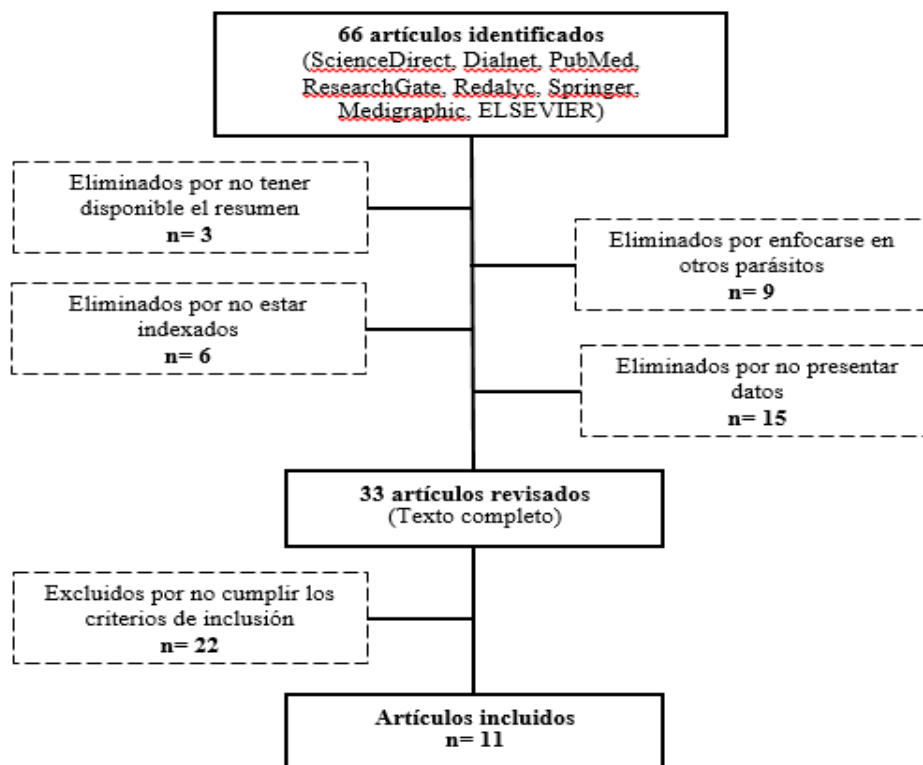 66 artículos identificados
(ScienceDirect, Dialnet, PubMed,
ResearchGate, Redalyc, Springer,
Medigraphic, ELSEVIER)
Eliminados por no tener
disponible el resumen
n= 3
Eliminados por enfocarse en
otros parásitos
n= 9
Eliminados por no estar
indexados
n= 6
Eliminados por no presentar
datos
n= 15
33 artículos revisados
(Texto completo)
Excluidos por no cumplir los
criterios de inclusión
n= 22
Artículos incluidos
n= 11